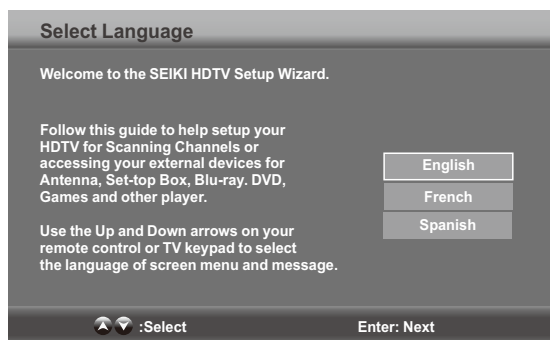 Select Language
Welcome to the SEIKI HDTV Setup Wizard.
Follow this guide to help setup your
HDTV for Scanning Channels or
accessing your external devices for
Antenna, Set-top Box, Blu-ray. DVD,
Games and other player.
Use the Up and Down arrows on your
remote control or TV keypad to select
the language of screen menu and message.
English
French
Spanish
:Select
Enter: Next